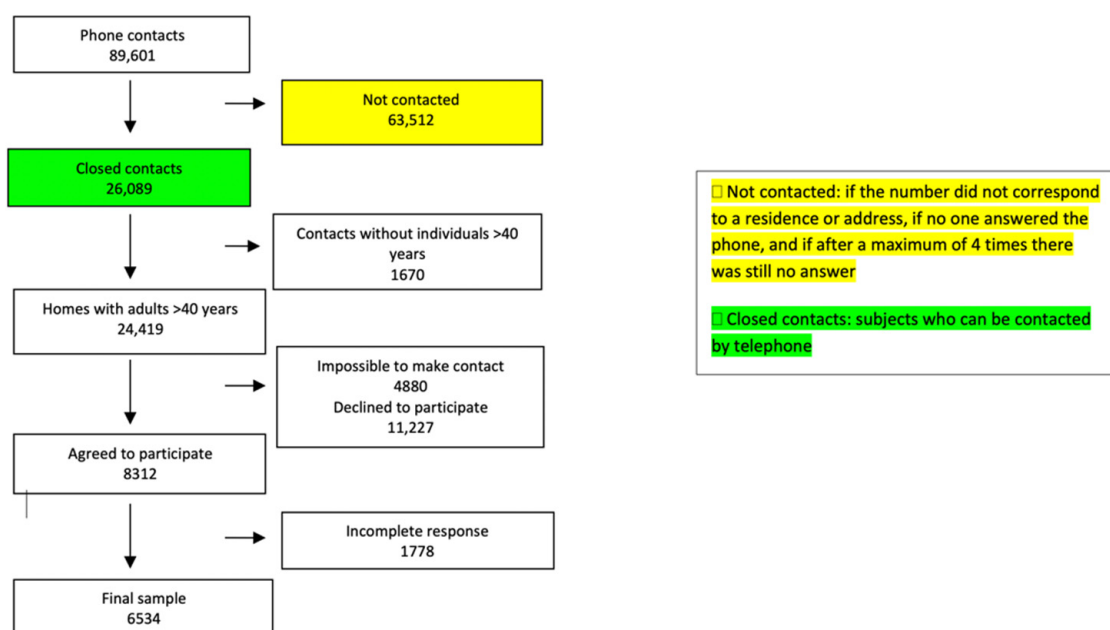 Phone contacts
89,601
Not contacted
63,512
Closed contacts
26,089
Contacts without individuals >40
years
1670
Homes with adults >40 years
24,419
Impossible to make contact
4880
Declined to participate
11,227
Agreed to participate
8312
Incomplete response
1778
Final sample
6534
□ Not contacted: if the number did not correspond
to a residence or address, if no one answered the
phone, and if after a maximum of 4 times there
was still no answer
□ Closed contacts: subjects who can be contacted
by telephone